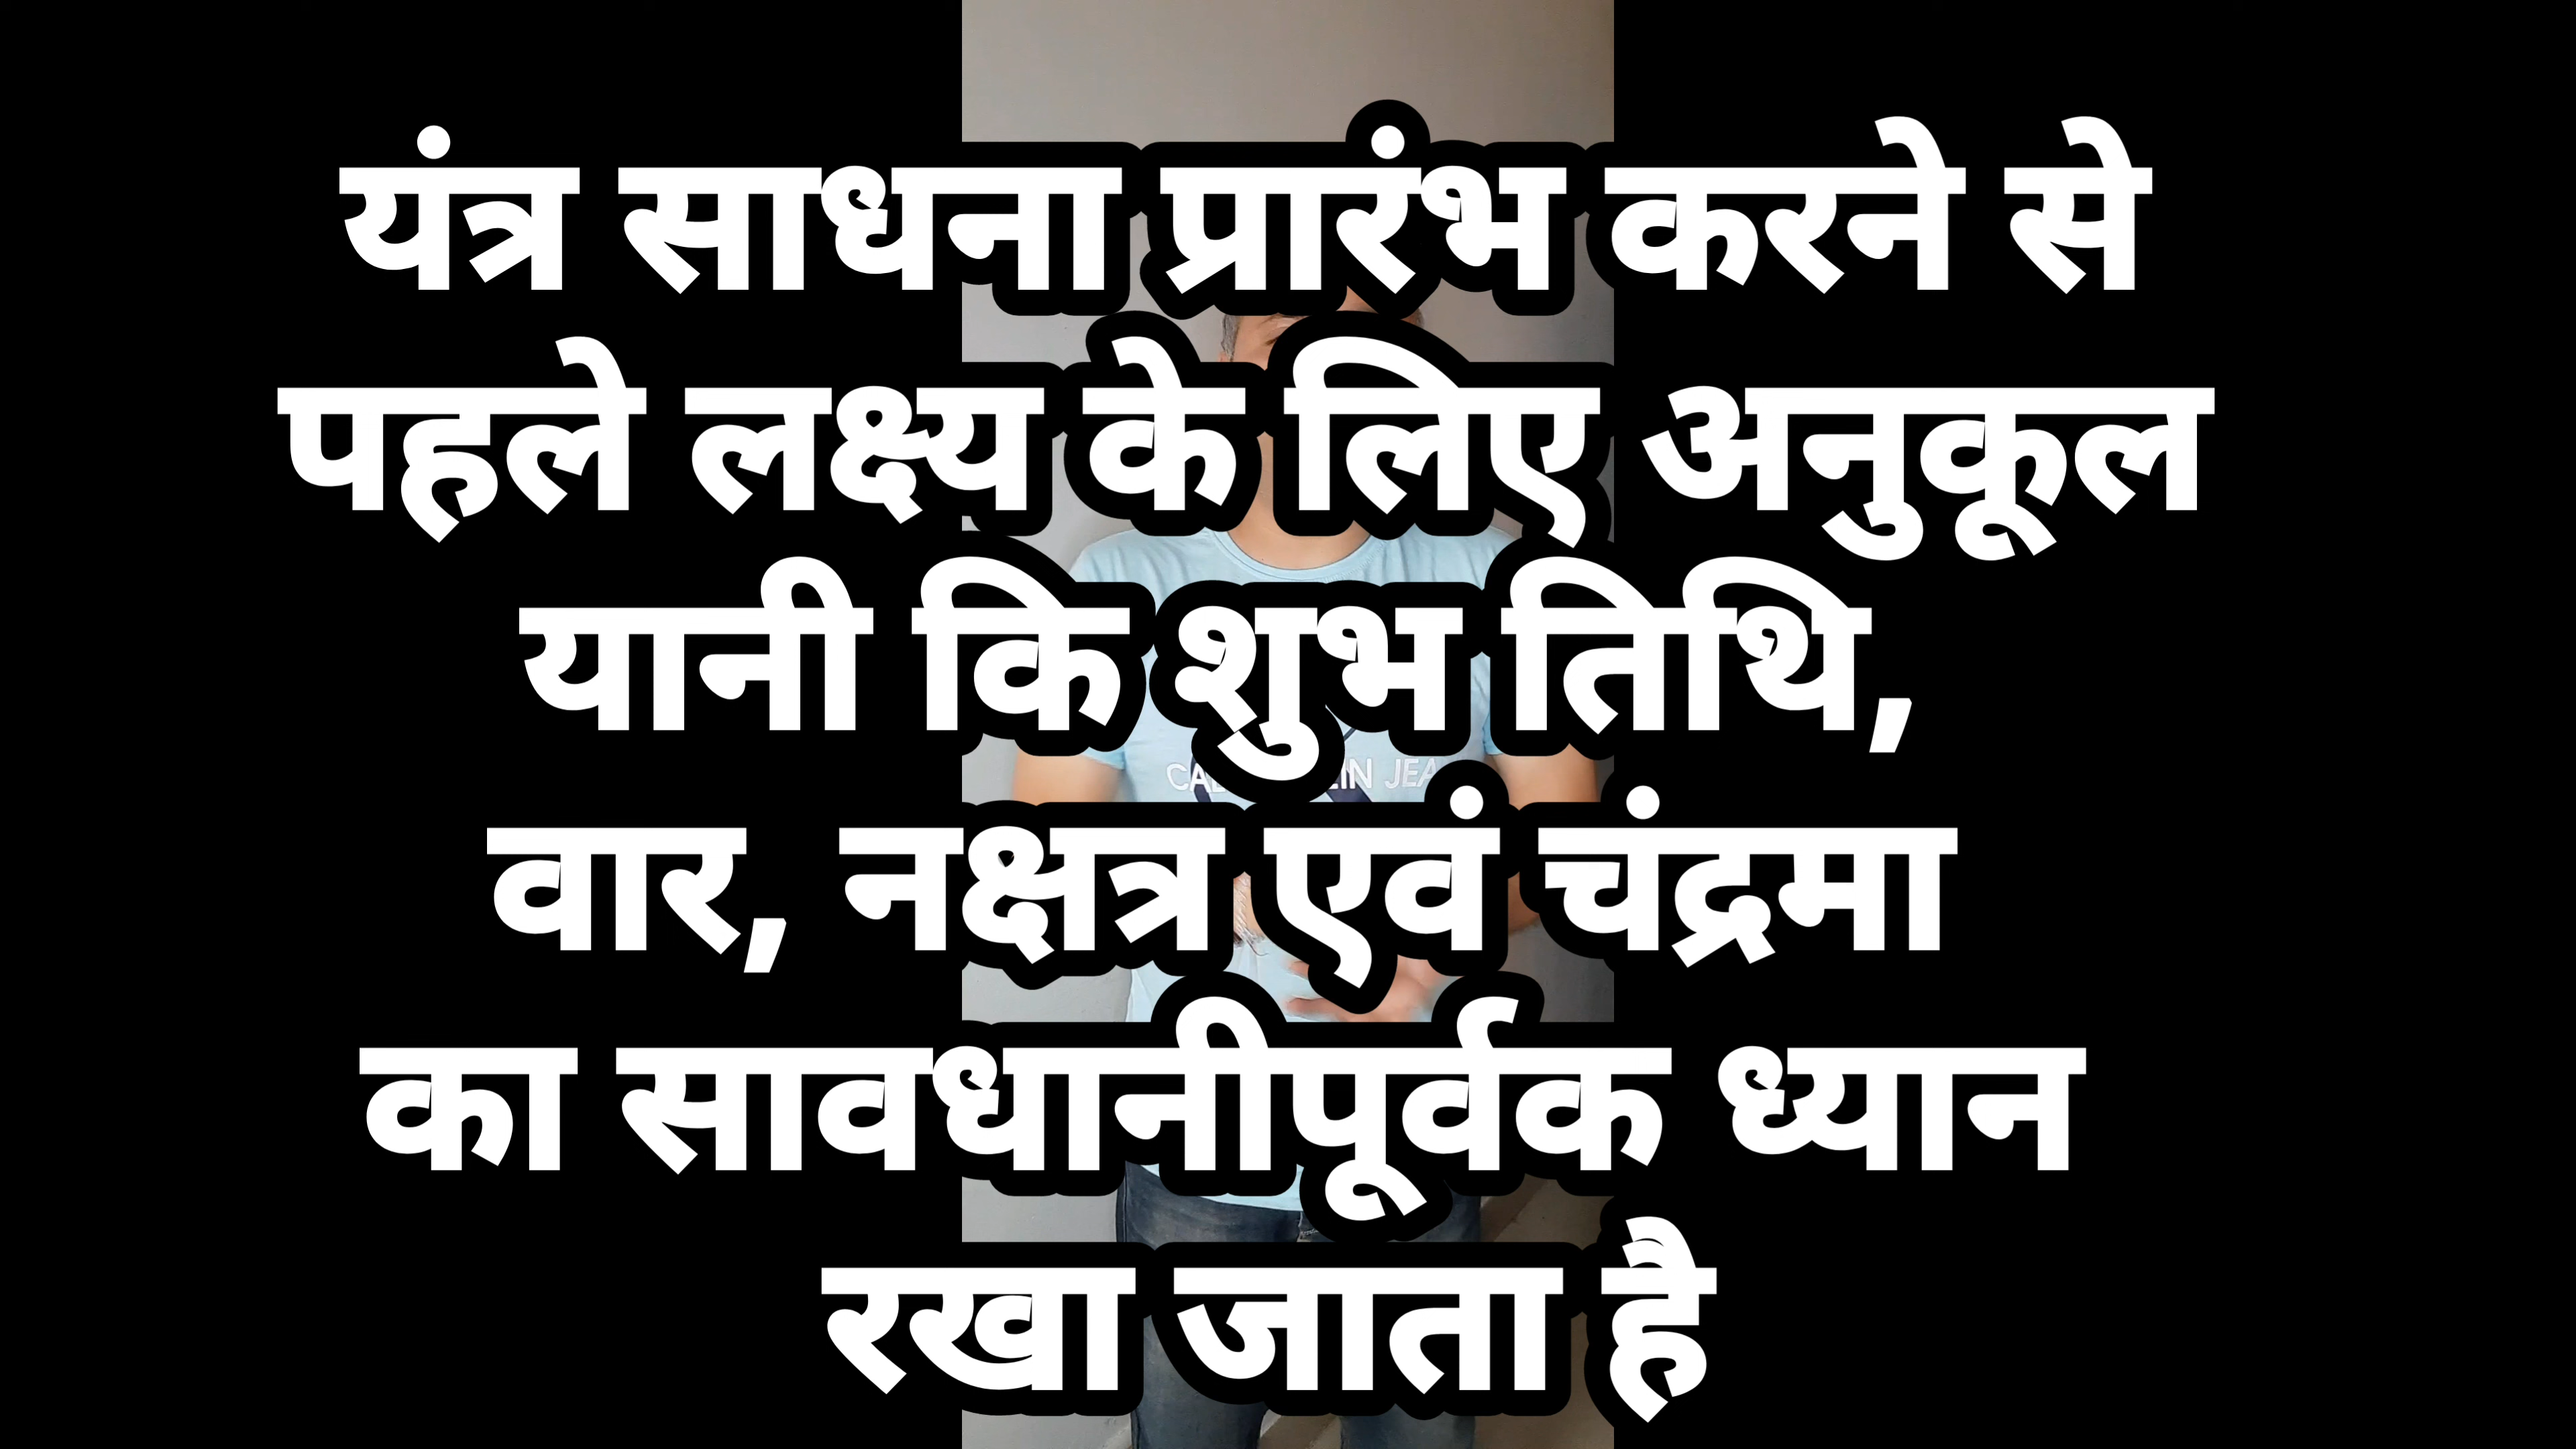 यंत्र साधना प्रारंभ करने से
पहले लक्ष्य के लिए अनुकूल
यानी कि शुभ तिथि,
वार, नक्षत्र एवं चंद्रमा
का सावधानीपूर्वक ध्यान
रखा जाता है